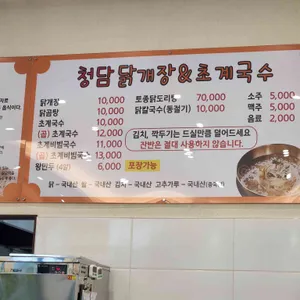 청담 닭개장&초계국수
닭개장 10,000
닭곰탕 10,000
초계국수 10,000
(곱) 초계국수 12,000
초계비빔국수 11,000
(곱) 초계비빔국수 13,000
왕만두 (4알) 6,000
포장가능
토종닭도리탕 70,000
닭칼국수(동절기) 10,000
소주 5,000
맥주 5,000
음료 2,000
김치, 깍두기는 드실만큼 덜어드세요
잔반은 절대 사용하지 않습니다.
닭 - 국내산 쌀 - 국내산 김치 - 국내산 고추가루 - 국내산